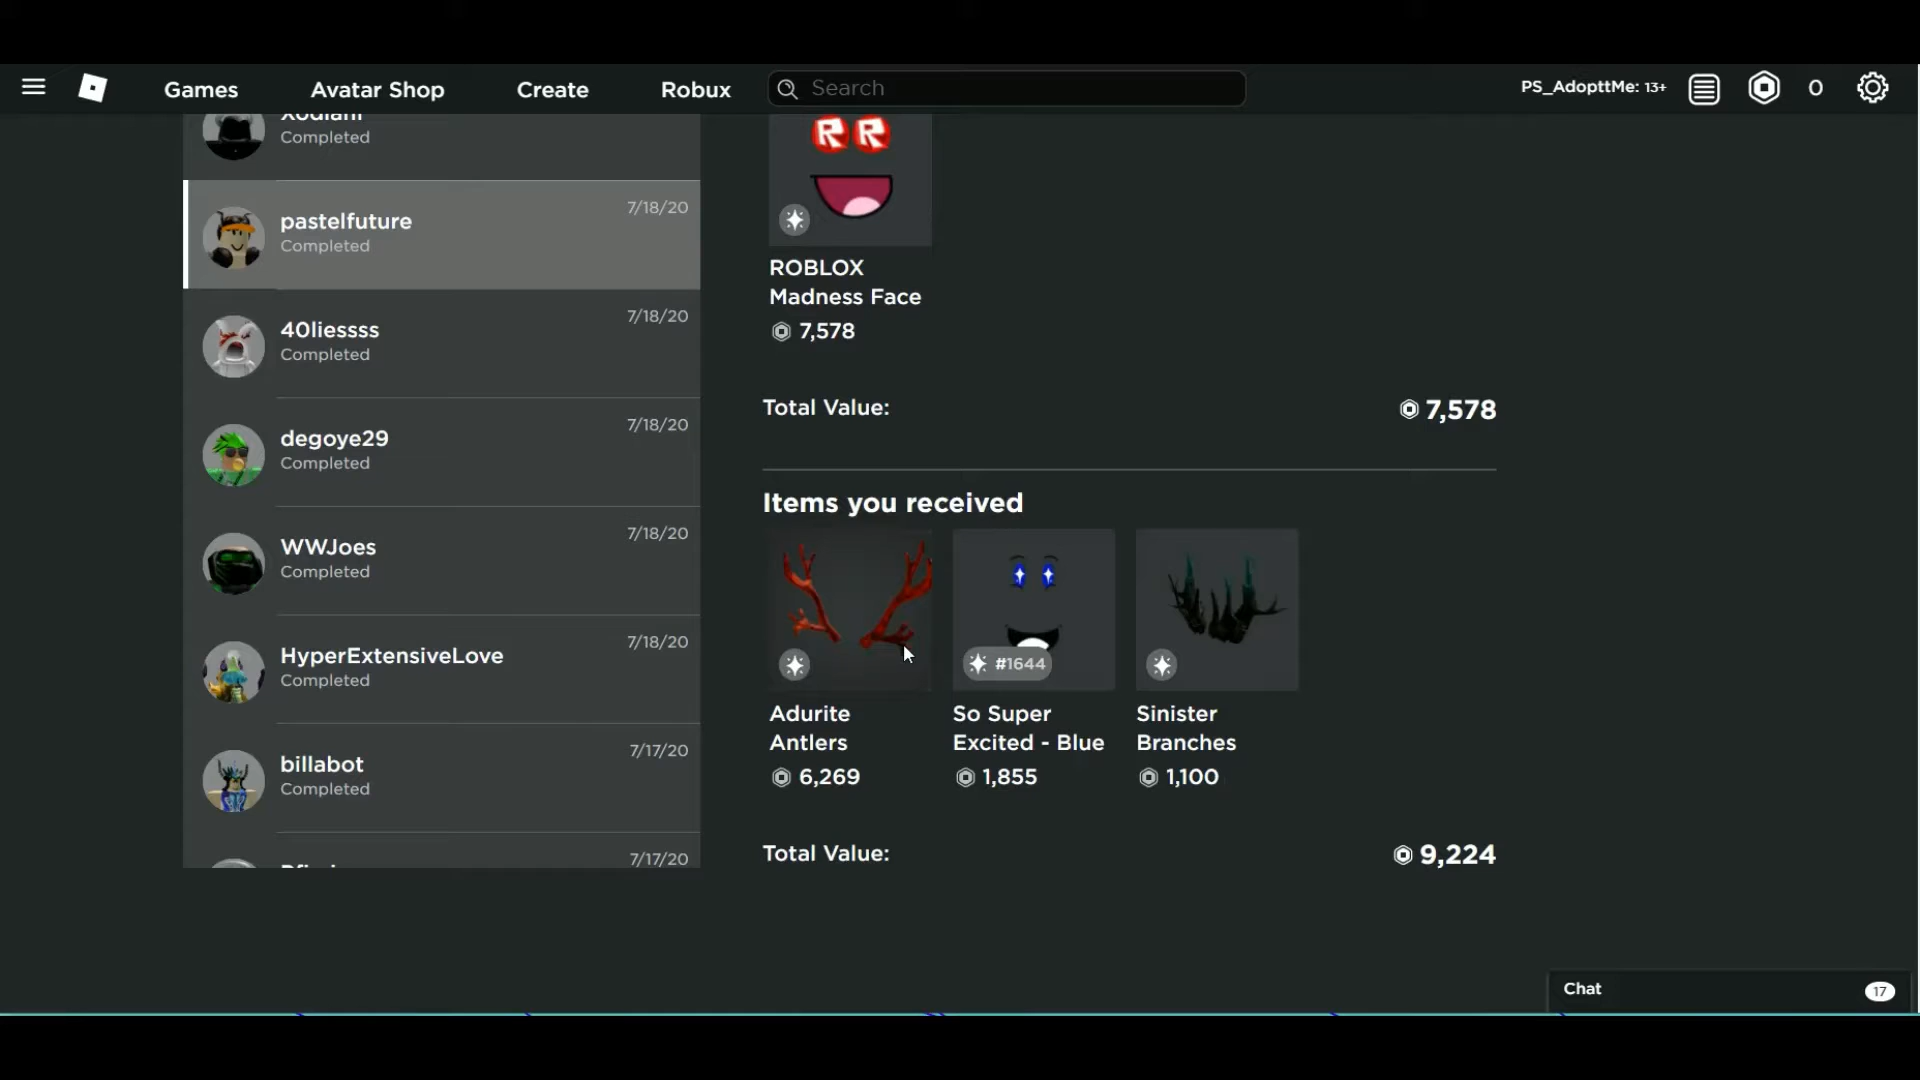 Games
Avatar Shop
Create
Robux
Search
PS_AdopttMe: 13+
0
Completed
pastelfuture
7/18/20
Completed
40liessss
7/18/20
Completed
degoye29
7/18/20
Completed
WWJoes
7/18/20
Completed
HyperExtensiveLove
7/18/20
Completed
billabot
7/17/20
Completed
7/17/20
R R
ROBLOX
Madness Face
7,578
Total Value:
7,578
Items you received
#1644
Adurite
Antlers
6,269
So Super
Excited - Blue
1,855
Sinister
Branches
1,100
Total Value:
9,224
Chat
17